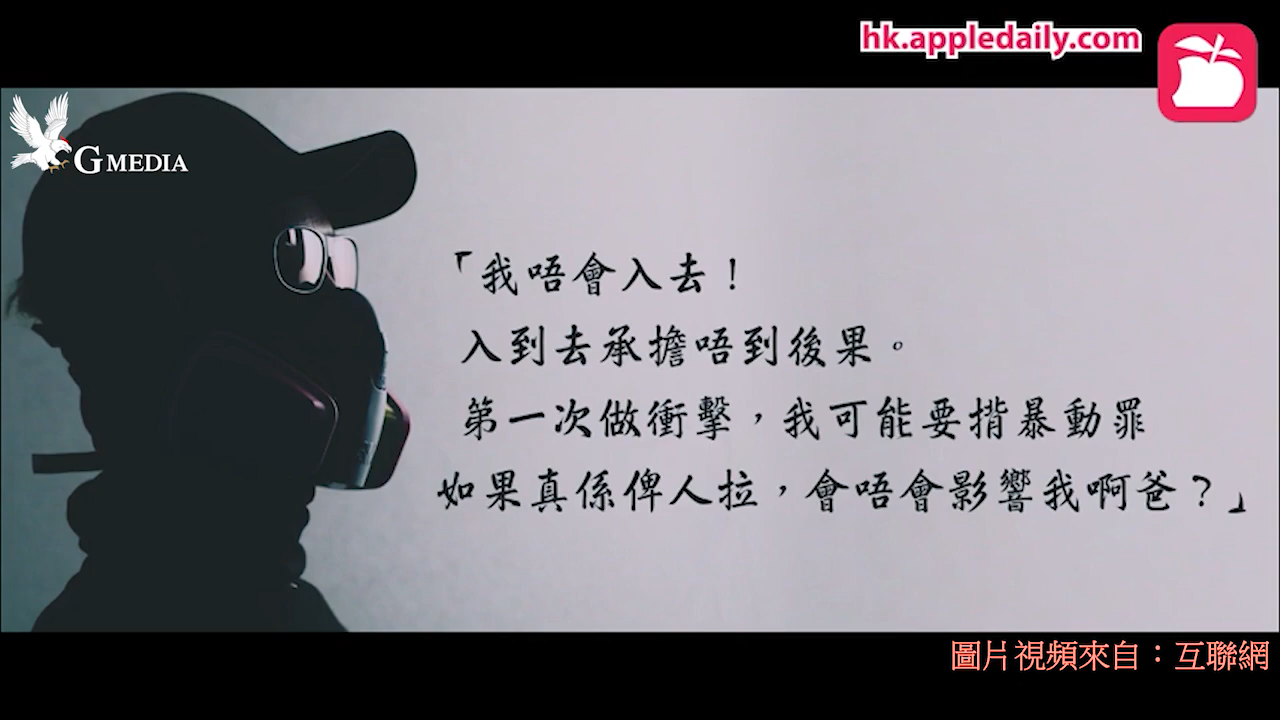 hk.appledaily.com
G MEDIA
「我唔會入去！
入到去承擔唔到後果。
第一次做衝擊，我可能要揹暴動罪
如果真係俾人拉，會唔會影響我啊爸？」
圖片視頻來自：互聯網